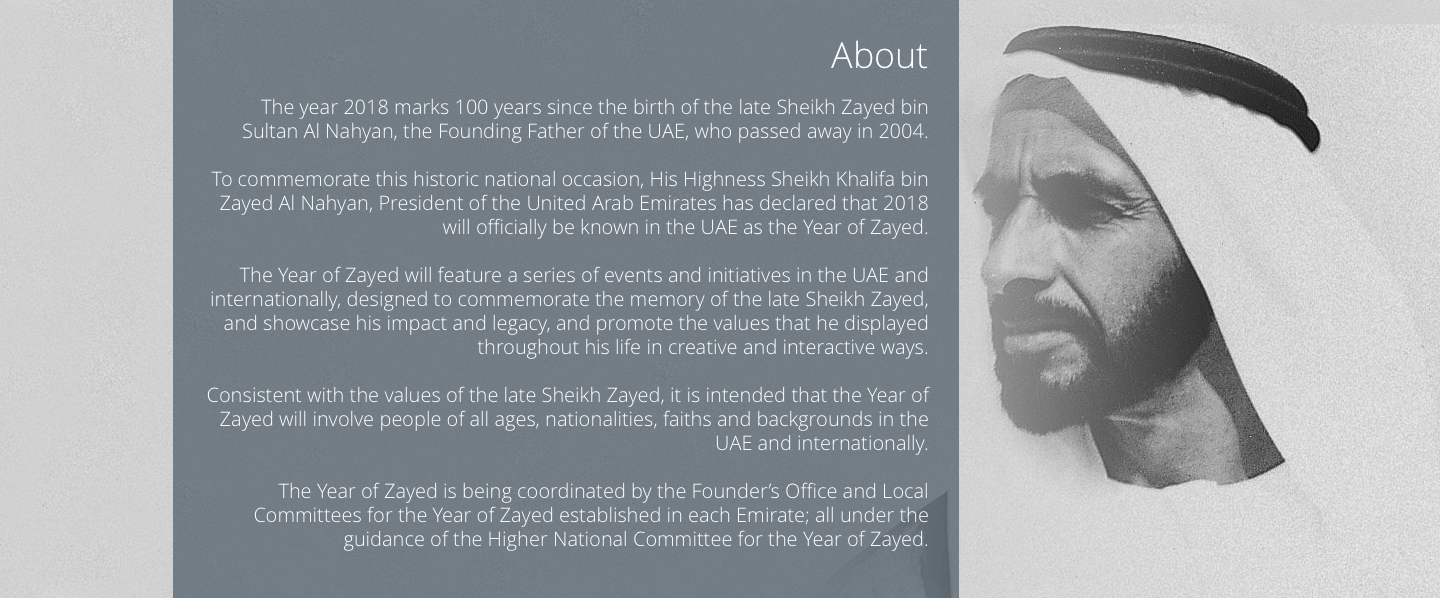 About
The year 2018 marks 100 years since the birth of the late Sheikh Zayed bin
Sultan Al Nahyan, the Founding Father of the UAE, who passed away in 2004.
To commemorate this historic national occasion, His Highness Sheikh Khalifa bin
Zayed Al Nahyan, President of the United Arab Emirates has declared that 2018
will officially be known in the UAE as the Year of Zayed.
The Year of Zayed will feature a series of events and initiatives in the UAE and
internationally, designed to commemorate the memory of the late Sheikh Zayed,
and showcase his impact and legacy, and promote the values that he displayed
throughout his life in creative and interactive ways.
Consistent with the values of the late Sheikh Zayed, it is intended that the Year of
Zayed will involve people of all ages, nationalities, faiths and backgrounds in the
UAE and internationally.
The Year of Zayed is being coordinated by the Founder’s Office and Local
Committees for the Year of Zayed established in each Emirate; all under the
guidance of the Higher National Committee for the Year of Zayed.